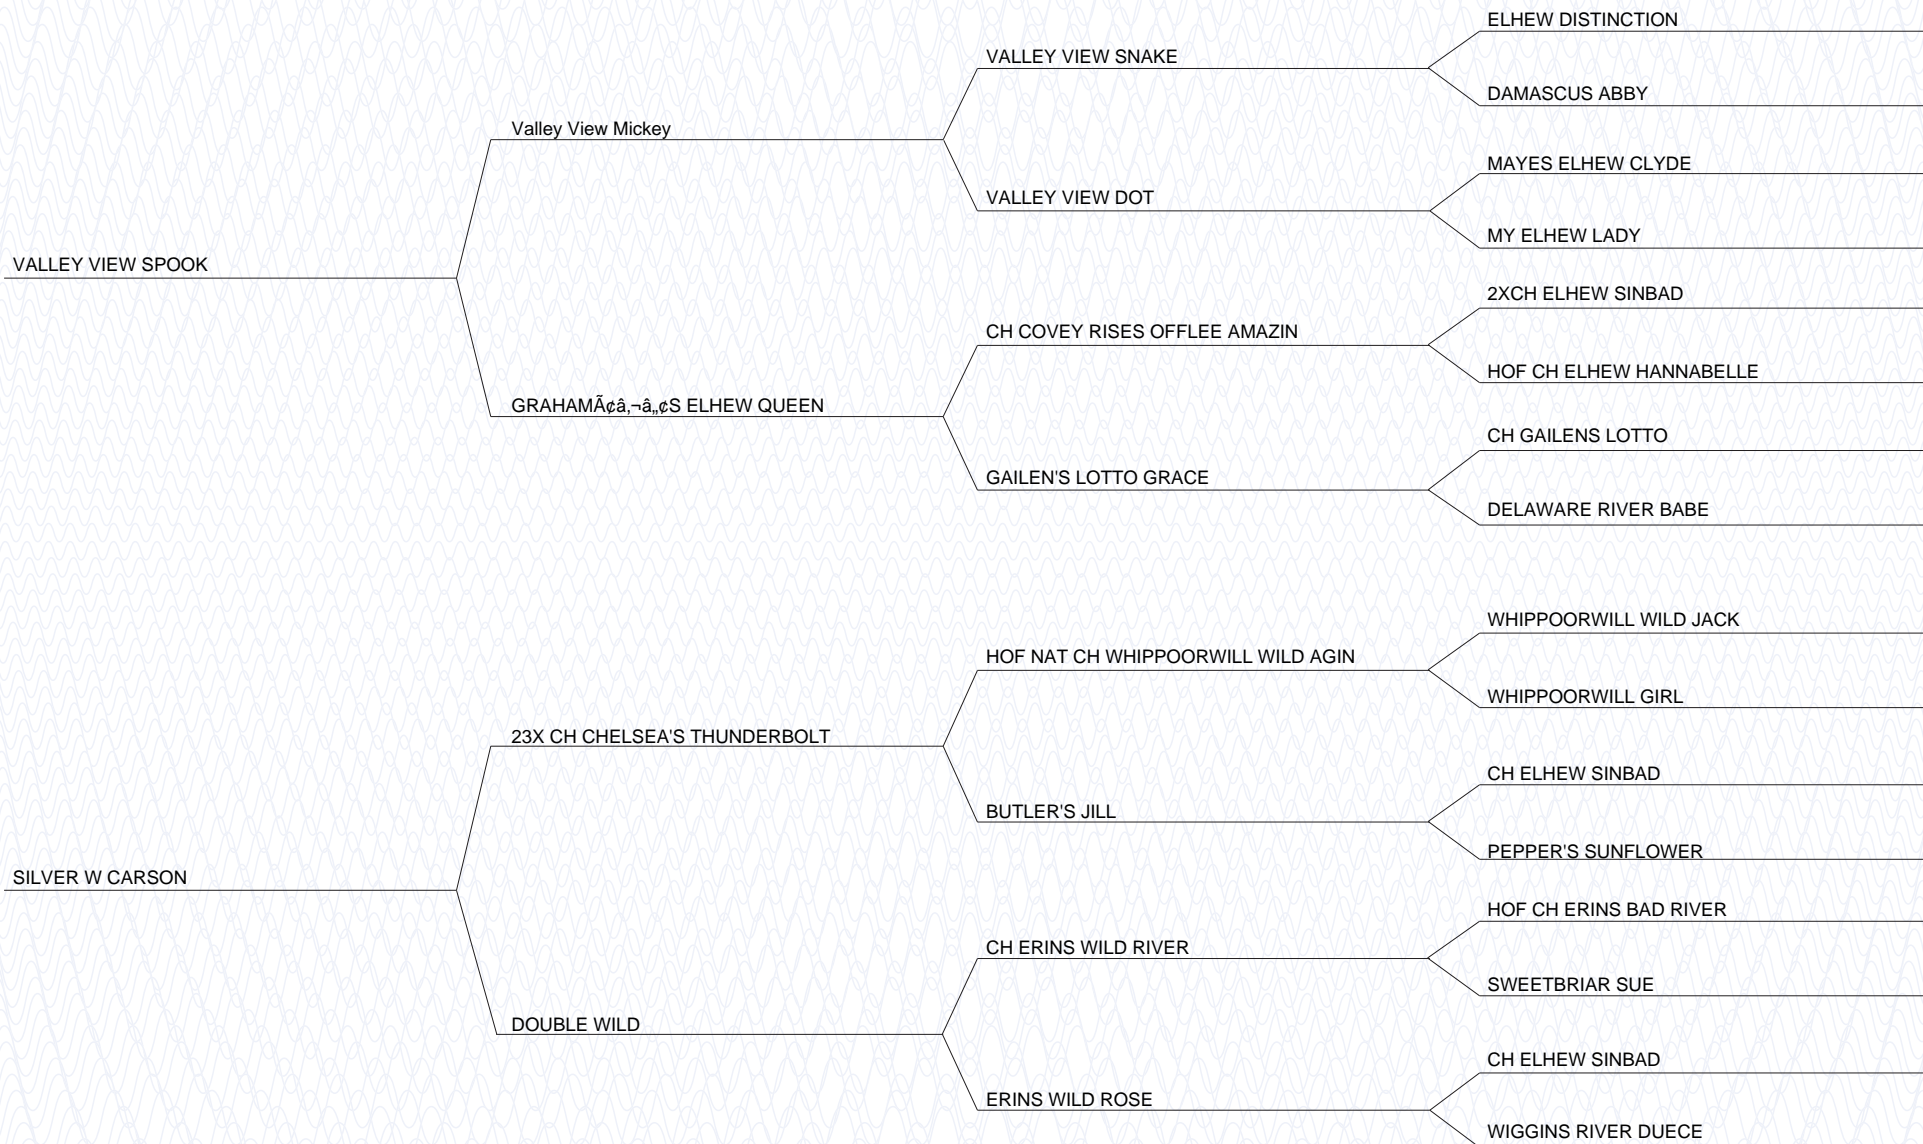 ELHEW DISTINCTION
VALLEY VIEW SNAKE
DAMASCUS ABBY
Valley View Mickey
MAYES ELHEW CLYDE
VALLEY VIEW DOT
MY ELHEW LADY
VALLEY VIEW SPOOK
2XCH ELHEW SINBAD
CH COVEY RISES OFFLEE AMAZIN
HOF CH ELHEW HANNABELLE
GRAHAMÃ¢â‚¬â„¢S ELHEW QUEEN
CH GAILENS LOTTO
GAILEN'S LOTTO GRACE
DELAWARE RIVER BABE
WHIPPOORWILL WILD JACK
HOF NAT CH WHIPPOORWILL WILD AGIN
WHIPPOORWILL GIRL
23X CH CHELSEA'S THUNDERBOLT
CH ELHEW SINBAD
BUTLER'S JILL
PEPPER'S SUNFLOWER
SILVER W CARSON
HOF CH ERINS BAD RIVER
CH ERINS WILD RIVER
SWEETBRIAR SUE
DOUBLE WILD
CH ELHEW SINBAD
ERINS WILD ROSE
WIGGINS RIVER DUECE